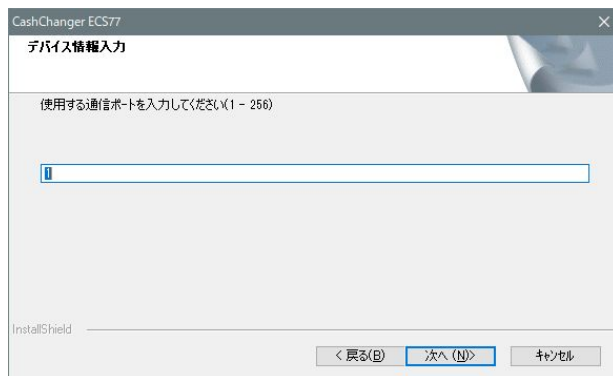 CashChanger ECS77
デバイス情報入力
使用する通信ポートを入力してください(1 - 256)
1
InstallShield
< 戻る(B)
次へ (N)>
キャンセル